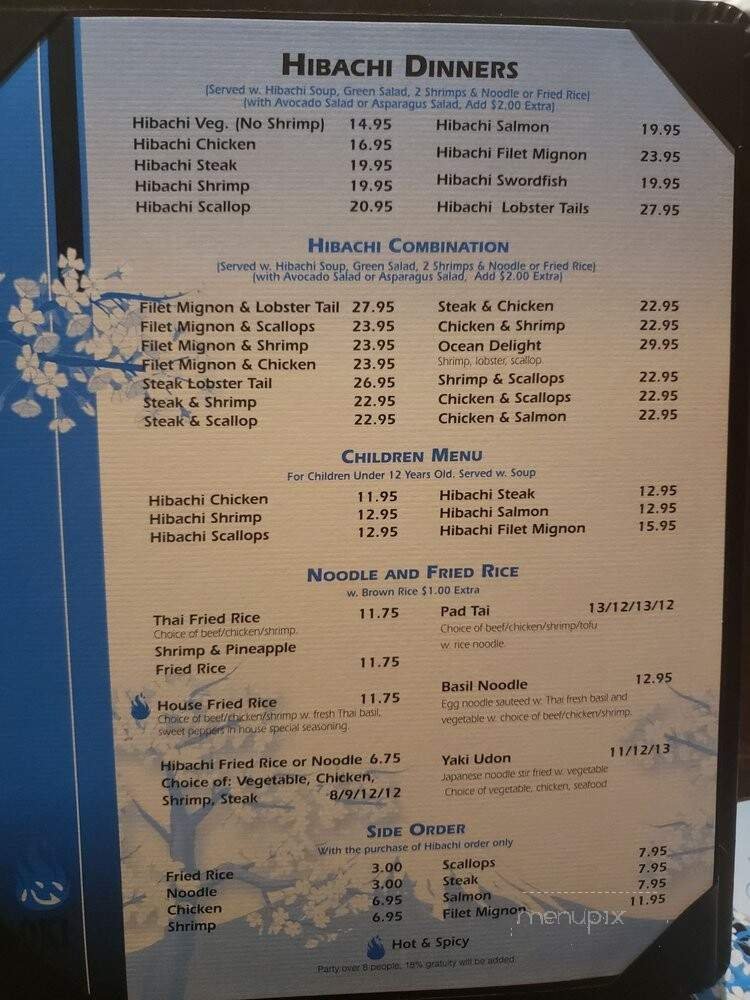 HIBACHI DINNERS
(Served w. Hibachi Soup, Green Salad, 2 Shrimps & Noodle or Fried Rice)
(with Avocado Salad or Asparagus Salad, Add $2.00 Extra)
Hibachi Veg. (No Shrimp) 14.95
Hibachi Chicken 16.95
Hibachi Steak 19.95
Hibachi Shrimp 19.95
Hibachi Scallop 20.95
Hibachi Salmon 19.95
Hibachi Filet Mignon 23.95
Hibachi Swordfish 19.95
Hibachi Lobster Tails 27.95
HIBACHI COMBINATION
(Served w. Hibachi Soup, Green Salad, 2 Shrimps & Noodle or Fried Rice)
(with Avocado Salad or Asparagus Salad, Add $2.00 Extra)
Filet Mignon & Lobster Tail 27.95
Filet Mignon & Scallops 23.95
Filet Mignon & Shrimp 23.95
Filet Mignon & Chicken 23.95
Steak Lobster Tail 26.95
Steak & Shrimp 22.95
Steak & Scallop 22.95
Steak & Chicken 22.95
Chicken & Shrimp 22.95
Ocean Delight 29.95
Shrimp, lobster, scallop.
Shrimp & Scallops 22.95
Chicken & Scallops 22.95
Chicken & Salmon 22.95
CHILDREN MENU
For Children Under 12 Years Old. Served w. Soup
Hibachi Chicken 11.95
Hibachi Shrimp 12.95
Hibachi Scallops 12.95
Hibachi Steak 12.95
Hibachi Salmon 12.95
Hibachi Filet Mignon 15.95
NOODLE AND FRIED RICE
w. Brown Rice $1.00 Extra
Thai Fried Rice 11.75
Choice of beef/chicken/shrimp.
Shrimp & Pineapple
Fried Rice 11.75
House Fried Rice 11.75
Choice of beef/chicken/shrimp w. fresh Thai basil,
sweet peppers in house special seasoning.
Hibachi Fried Rice or Noodle 6.75
Choice of: Vegetable, Chicken,
Shrimp, Steak 8/9/12/12
Pad Tai 13/12/13/12
Choice of beef/chicken/shrimp/tofu
w. rice noodle.
Basil Noodle 12.95
Egg noodle sauteed w. Thai fresh basil and
vegetable w. choice of beef/chicken/shrimp.
Yaki Udon 11/12/13
Japanese noodle stir fried w. vegetable
Choice of vegetable, chicken, seafood
SIDE ORDER
With the purchase of Hibachi order only
Fried Rice 3.00
Noodle 3.00
Chicken 6.95
Shrimp 6.95
Scallops 7.95
Steak 7.95
Salmon 7.95
Filet Mignon 11.95
menupix
Hot & Spicy
Party over 8 people, 18% gratuity will be added.